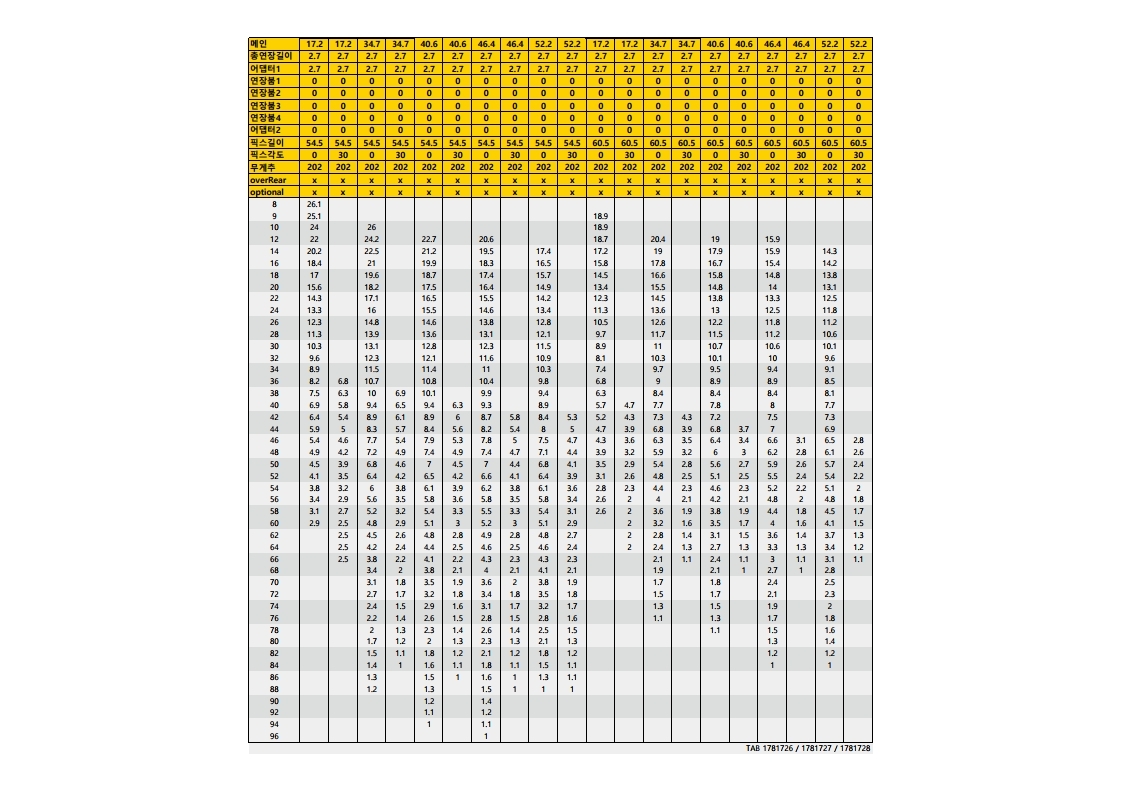 메인 17.2 17.2 34.7 34.7 40.6 40.6 46.4 46.4 52.2 52.2 17.2 17.2 34.7 34.7 40.6 40.6 46.4 46.4 52.2 52.2
총연장길이 2.7 2.7 2.7 2.7 2.7 2.7 2.7 2.7 2.7 2.7 2.7 2.7 2.7 2.7 2.7 2.7 2.7 2.7 2.7 2.7
어댑터1 2.7 2.7 2.7 2.7 2.7 2.7 2.7 2.7 2.7 2.7 2.7 2.7 2.7 2.7 2.7 2.7 2.7 2.7 2.7 2.7
연장붐1 0 0 0 0 0 0 0 0 0 0 0 0 0 0 0 0 0 0 0 0
연장붐2 0 0 0 0 0 0 0 0 0 0 0 0 0 0 0 0 0 0 0 0
연장붐3 0 0 0 0 0 0 0 0 0 0 0 0 0 0 0 0 0 0 0 0
연장붐4 0 0 0 0 0 0 0 0 0 0 0 0 0 0 0 0 0 0 0 0
어댑터2 0 0 0 0 0 0 0 0 0 0 0 0 0 0 0 0 0 0 0 0
픽스길이 54.5 54.5 54.5 54.5 54.5 54.5 54.5 54.5 54.5 54.5 60.5 60.5 60.5 60.5 60.5 60.5 60.5 60.5 60.5 60.5
픽스각도 0 30 0 30 0 30 0 30 0 30 0 30 0 30 0 30 0 30 0 30
무게추 202 202 202 202 202 202 202 202 202 202 202 202 202 202 202 202 202 202 202 202
overRear x x x x x x x x x x x x x x x x x x x x
optional x x x x x x x x x x x x x x x x x x x x
8 26.1
9 25.1 18.9
10 24 26 18.9
12 22 24.2 22.7 20.6 18.7 20.4 19 15.9
14 20.2 22.5 21.2 19.5 17.4 17.2 19 17.9 15.9 14.3
16 18.4 21 19.9 18.3 16.5 15.8 17.8 16.7 15.4 14.2
18 17 19.6 18.7 17.4 15.7 14.5 16.6 15.8 14.8 13.8
20 15.6 18.2 17.5 16.4 14.9 13.4 15.5 14.8 14 13.1
22 14.3 17.1 16.5 15.5 14.2 12.3 14.5 13.8 13.3 12.5
24 13.3 16 15.5 14.6 13.4 11.3 13.6 13 12.5 11.8
26 12.3 14.8 14.6 13.8 12.8 10.5 12.6 12.2 11.8 11.2
28 11.3 13.9 13.6 13.1 12.1 9.7 11.7 11.5 11.2 10.6
30 10.3 13.1 12.8 12.3 11.5 8.9 11 10.7 10.6 10.1
32 9.6 12.3 12.1 11.6 10.9 8.1 10.3 10.1 10 9.6
34 8.9 11.5 11.4 11 10.3 7.4 9.7 9.5 9.4 9.1
36 8.2 6.8 10.7 10.8 10.4 9.8 6.8 9 8.9 8.9 8.5
38 7.5 6.3 10 6.9 10.1 9.9 9.4 6.3 8.4 8.4 8.4 8.1
40 6.9 5.8 9.4 6.5 9.4 6.3 9.3 8.9 5.7 4.7 7.7 7.8 8 7.7
42 6.4 5.4 8.9 6.1 8.9 6 8.7 5.8 8.4 5.3 5.2 4.3 7.3 4.3 7.2 7.5 7.3
44 5.9 5 8.3 5.7 8.4 5.6 8.2 5.4 8 5 4.7 3.9 6.8 3.9 6.8 3.7 7 6.9
46 5.4 4.6 7.7 5.4 7.9 5.3 7.8 5 7.5 4.7 4.3 3.6 6.3 3.5 6.4 3.4 6.6 3.1 6.5 2.8
48 4.9 4.2 7.2 4.9 7.4 4.9 7.4 4.7 7.1 4.4 3.9 3.2 5.9 3.2 6 3 6.2 2.8 6.1 2.6
50 4.5 3.9 6.8 4.6 7 4.5 7 4.4 6.8 4.1 3.5 2.9 5.4 2.8 5.6 2.7 5.9 2.6 5.7 2.4
52 4.1 3.5 6.4 4.2 6.5 4.2 6.6 4.1 6.4 3.9 3.1 2.6 4.8 2.5 5.1 2.5 5.5 2.4 5.4 2.2
54 3.8 3.2 6 3.8 6.1 3.9 6.2 3.8 6.1 3.6 2.8 2.3 4.4 2.3 4.6 2.3 5.2 2.2 5.1 2
56 3.4 2.9 5.6 3.5 5.8 3.6 5.8 3.5 5.8 3.4 2.6 2 4 2.1 4.2 2.1 4.8 2 4.8 1.8
58 3.1 2.7 5.2 3.2 5.4 3.3 5.5 3.3 5.4 3.1 2.6 2 3.6 1.9 3.8 1.9 4.4 1.8 4.5 1.7
60 2.9 2.5 4.8 2.9 5.1 3 5.2 3 5.1 2.9 2 3.2 1.6 3.5 1.7 4 1.6 4.1 1.5
62 2.5 4.5 2.6 4.8 2.8 4.9 2.8 4.8 2.7 2 2.8 1.4 3.1 1.5 3.6 1.4 3.7 1.3
64 2.5 4.2 2.4 4.4 2.5 4.6 2.5 4.6 2.4 2 2.4 1.3 2.7 1.3 3.3 1.3 3.4 1.2
66 2.5 3.8 2.2 4.1 2.2 4.3 2.3 4.3 2.3 2.1 1.1 2.4 1.1 3 1.1 3.1 1.1
68 3.4 2 3.8 2.1 4 2.1 4.1 2.1 1.9 2.1 1 2.7 1 2.8
70 3.1 1.8 3.5 1.9 3.6 2 3.8 1.9 1.7 1.8 2.4 2.5
72 2.7 1.7 3.2 1.8 3.4 1.8 3.5 1.8 1.5 1.7 2.1 2.3
74 2.4 1.5 2.9 1.6 3.1 1.7 3.2 1.7 1.3 1.5 1.9 2
76 2.2 1.4 2.6 1.5 2.8 1.5 2.8 1.6 1.1 1.3 1.7 1.8
78 2 1.3 2.3 1.4 2.6 1.4 2.5 1.5 1.1 1.5 1.6
80 1.7 1.2 2 1.3 2.3 1.3 2.1 1.3 1.3 1.4
82 1.5 1.1 1.8 1.2 2.1 1.2 1.8 1.2 1.2 1.2
84 1.4 1 1.6 1.1 1.8 1.1 1.5 1.1 1 1
86 1.3 1.5 1 1.6 1 1.3 1.1
88 1.2 1.3 1.5 1 1 1
90 1.2 1.4
92 1.1 1.2
94 1 1.1
96 1
TAB 1781726 / 1781727 / 1781728